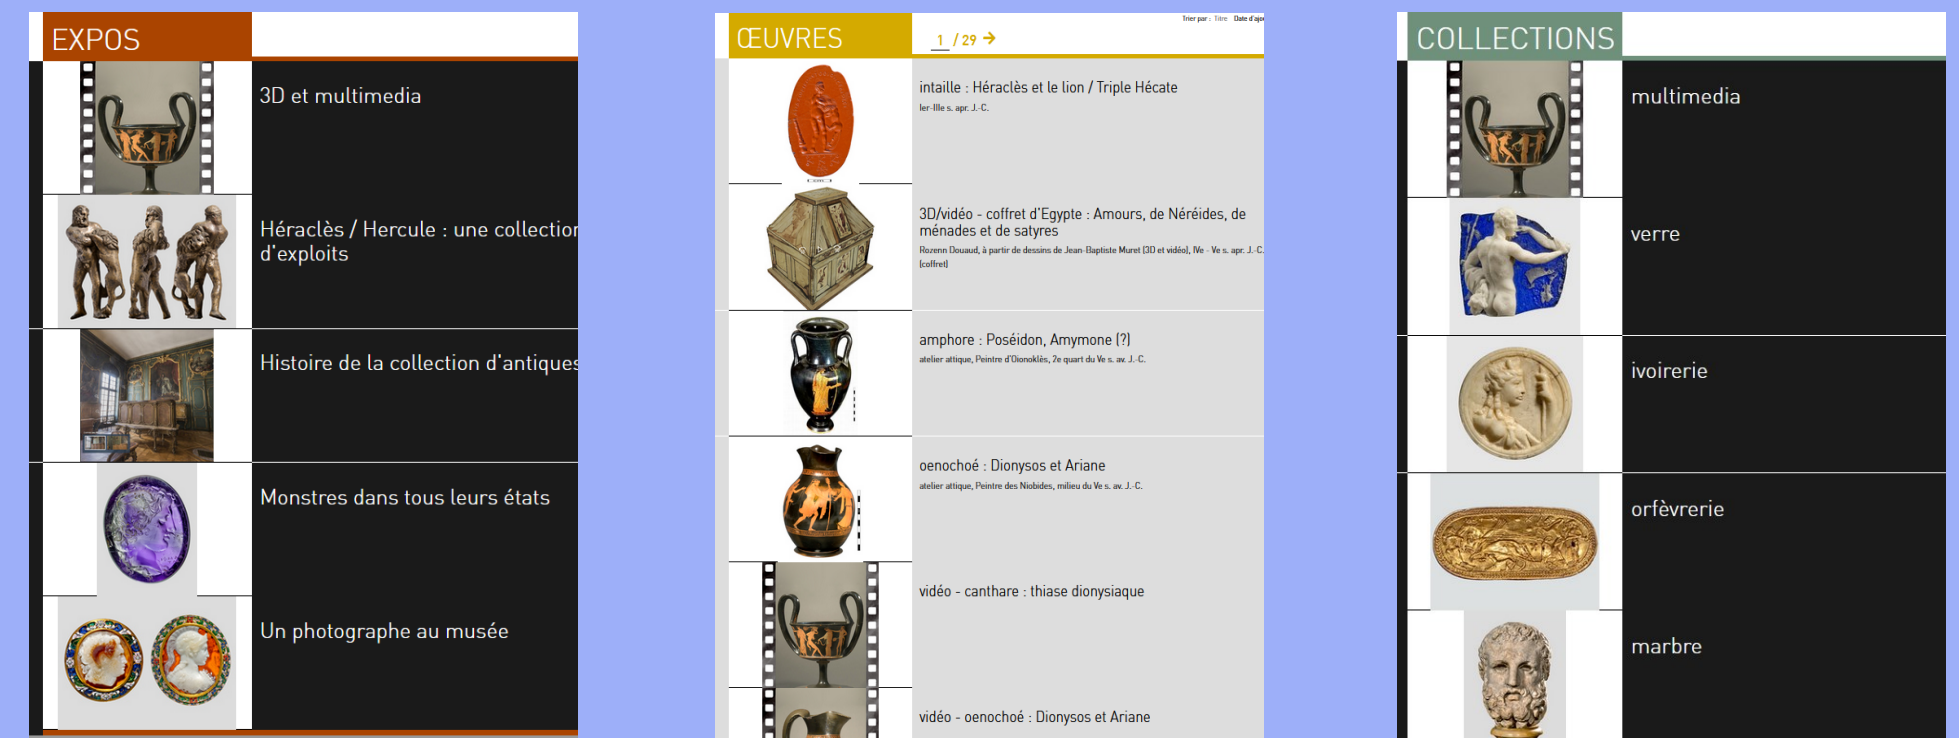 EXPOS
3D et multimedia
Héraclès / Hercule : une collection
d'exploits
Histoire de la collection d'antiques
Monstres dans tous leurs états
Un photographe au musée
ŒUVRES
1 / 29 →
Trier par : Titre Date d'ajou
intaille : Héraclès et le lion / Triple Hécate
Ier-IIIe s. apr. J.-C.
3D/vidéo - coffret d'Egypte : Amours, de Néréides, de
ménades et de satyres
Rozenn Douaud, à partir de dessins de Jean-Baptiste Muret (3D et vidéo), IVe - Ve s. apr. J.-C.
(coffret)
amphore : Poséidon, Amymone (?)
atelier attique, Peintre d'Oionoklès, 2e quart du Ve s. av. J.-C.
oenochoé : Dionysos et Ariane
atelier attique, Peintre des Niobides, milieu du Ve s. av. J.-C.
vidéo - canthare : thiase dionysiaque
vidéo - oenochoé : Dionysos et Ariane
COLLECTIONS
multimedia
verre
ivoirerie
orfèvrerie
marbre